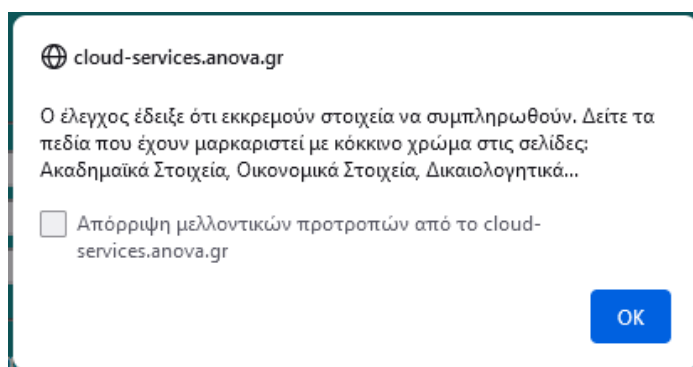 cloud-services.anova.gr
Ο έλεγχος έδειξε ότι εκκρεμούν στοιχεία να συμπληρωθούν. Δείτε τα
πεδία που έχουν μαρκαριστεί με κόκκινο χρώμα στις σελίδες:
Ακαδημαϊκά Στοιχεία, Οικονομικά Στοιχεία, Δικαιολογητικά...
Απόρριψη μελλοντικών προτροπών από το cloud-
services.anova.gr
OK